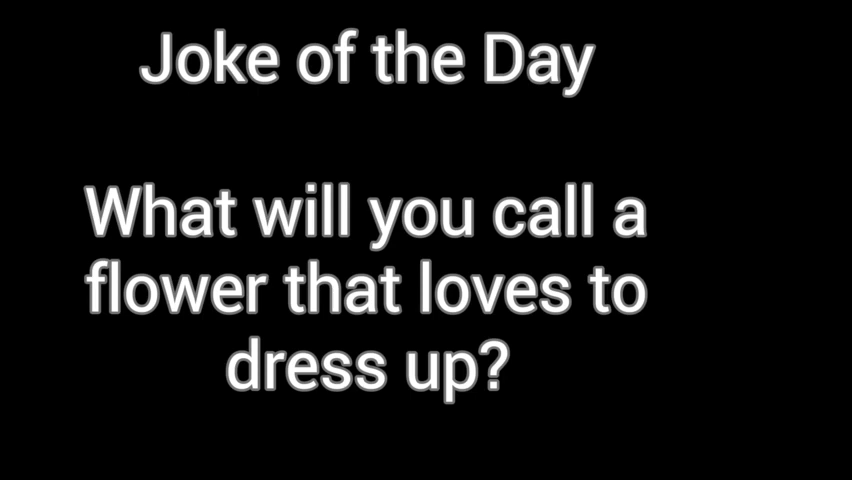 Joke of the Day
What will you call a
flower that loves to
dress up?